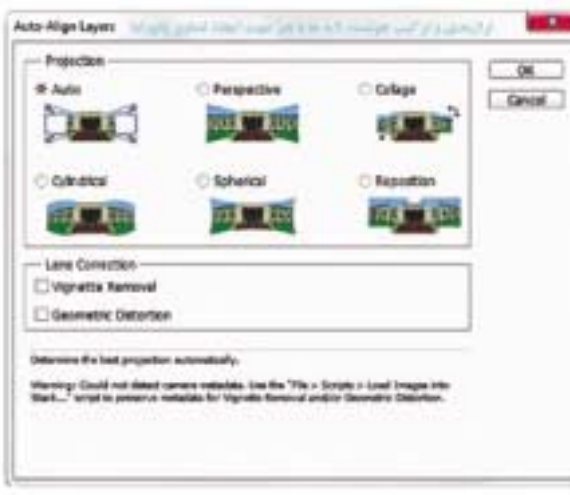 Auto-Align Layers
Projection
Auto
Perspective
Collage
OK
Cancel
Cylindrical
Spherical
Reposition
Lens Correction
Vignette Removal
Geometric Distortion
Determine the best projection automatically.
Warning: Could not detect camera metadata. Use the "File > Scripts > Load Images into
Stack..." script to preserve metadata for Vignette Removal and/or Geometric Distortion.